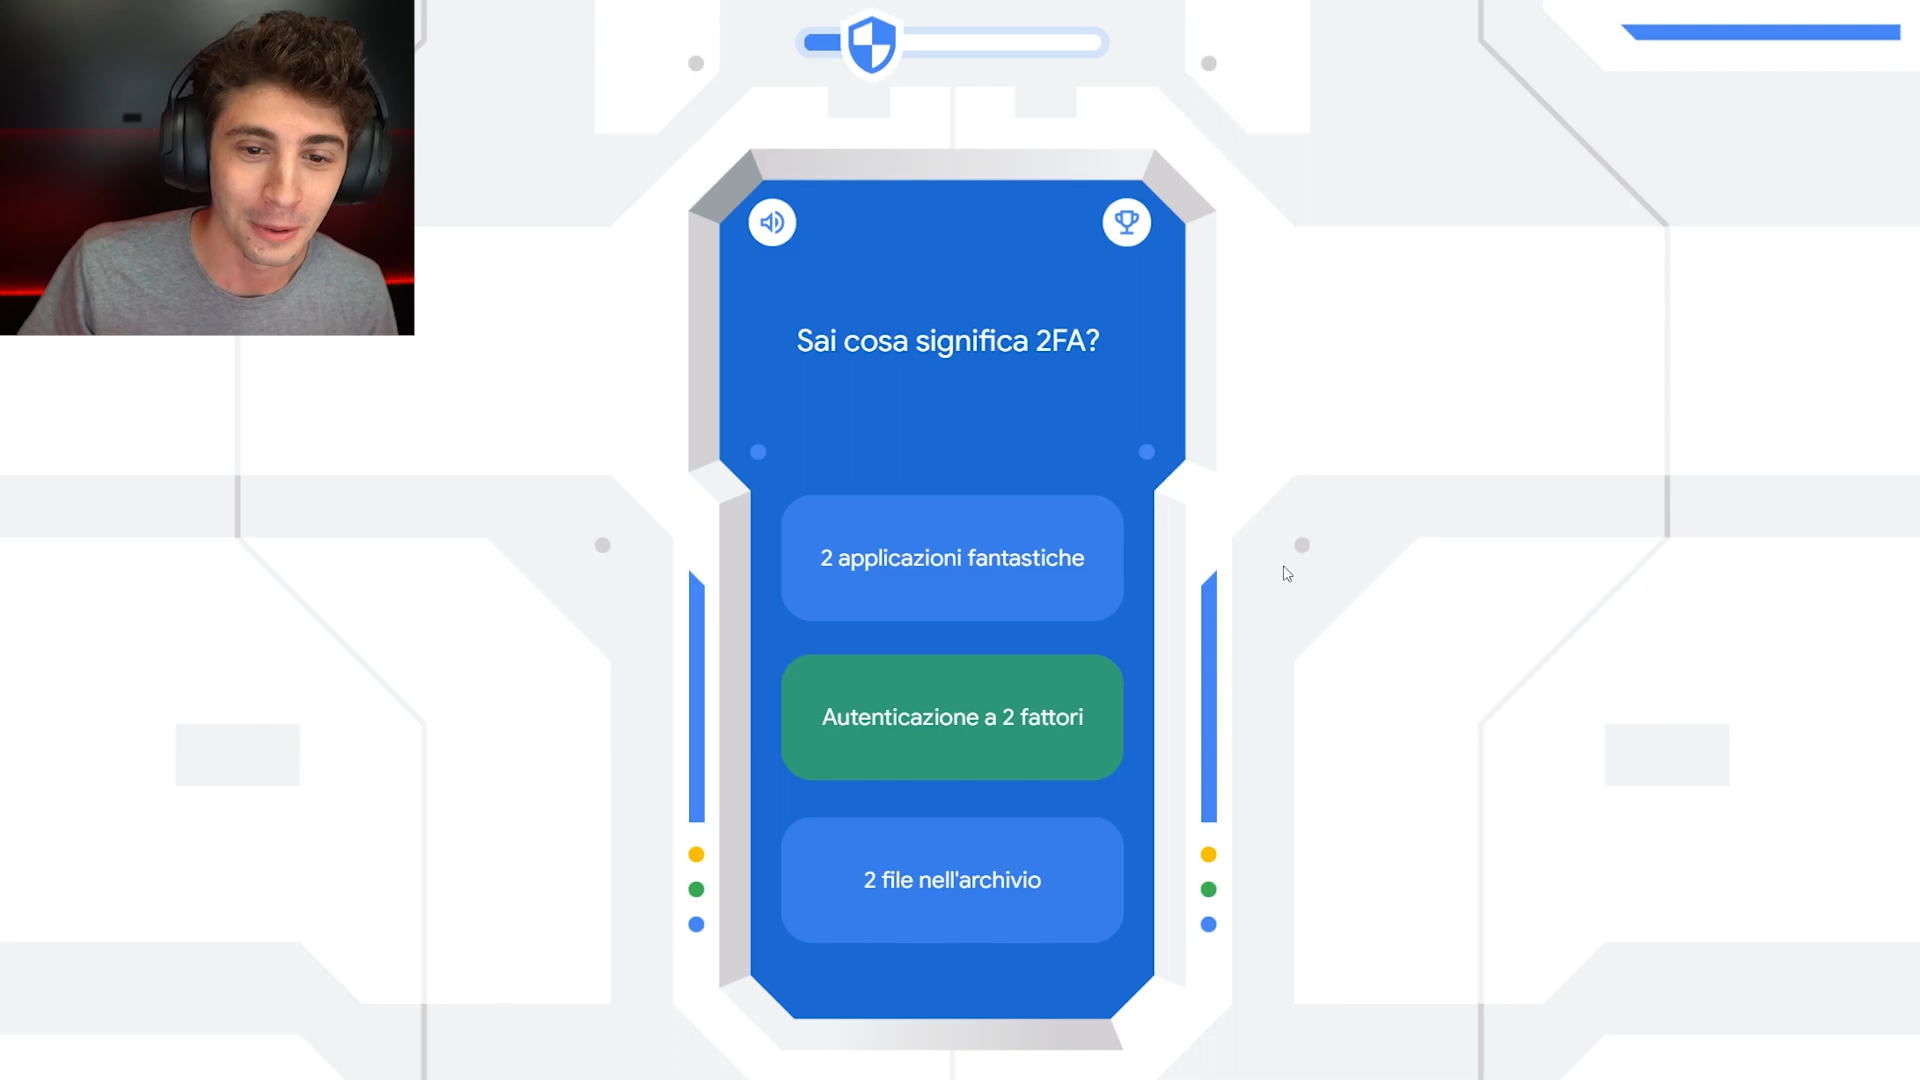 Sai cosa significa 2FA?
2 applicazioni fantastiche
Autenticazione a 2 fattori
2 file nell'archivio